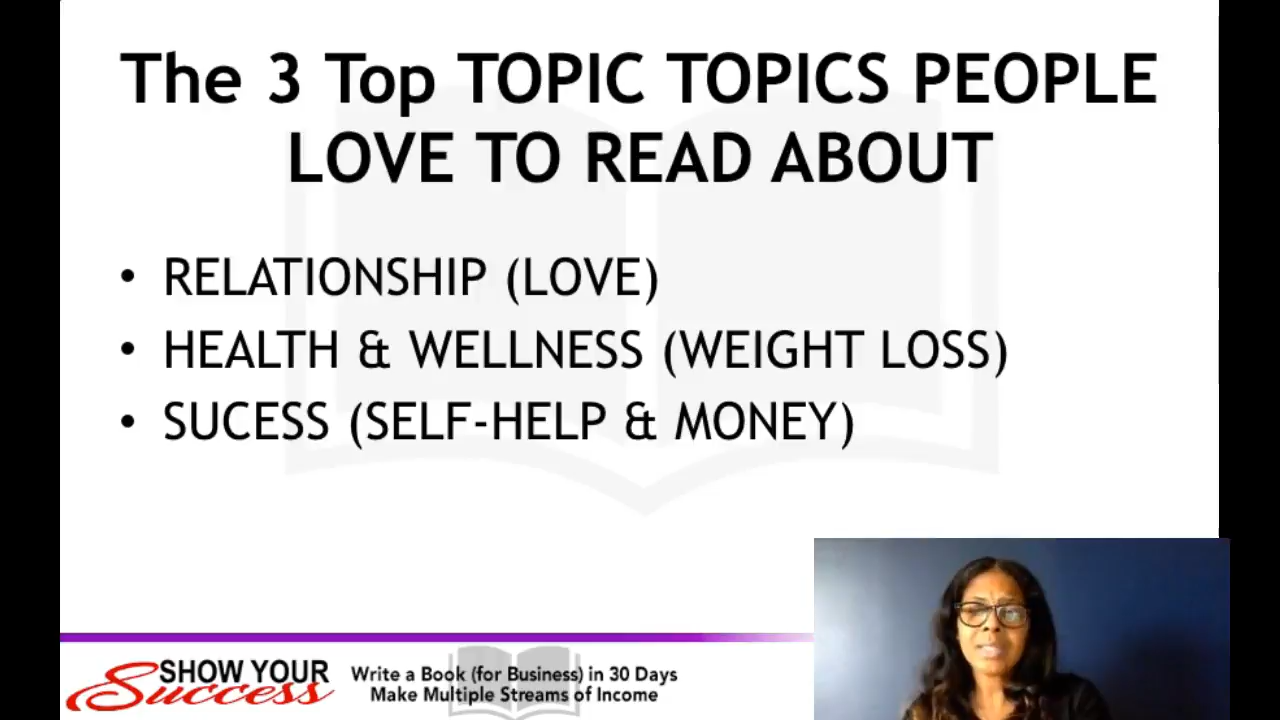 The 3 Top TOPIC TOPICS PEOPLE
LOVE TO READ ABOUT
• RELATIONSHIP (LOVE)
• HEALTH & WELLNESS (WEIGHT LOSS)
• SUCESS (SELF-HELP & MONEY)
SHOW YOUR
Success
Write a Book (for Business) in 30 Days
Make Multiple Streams of Income